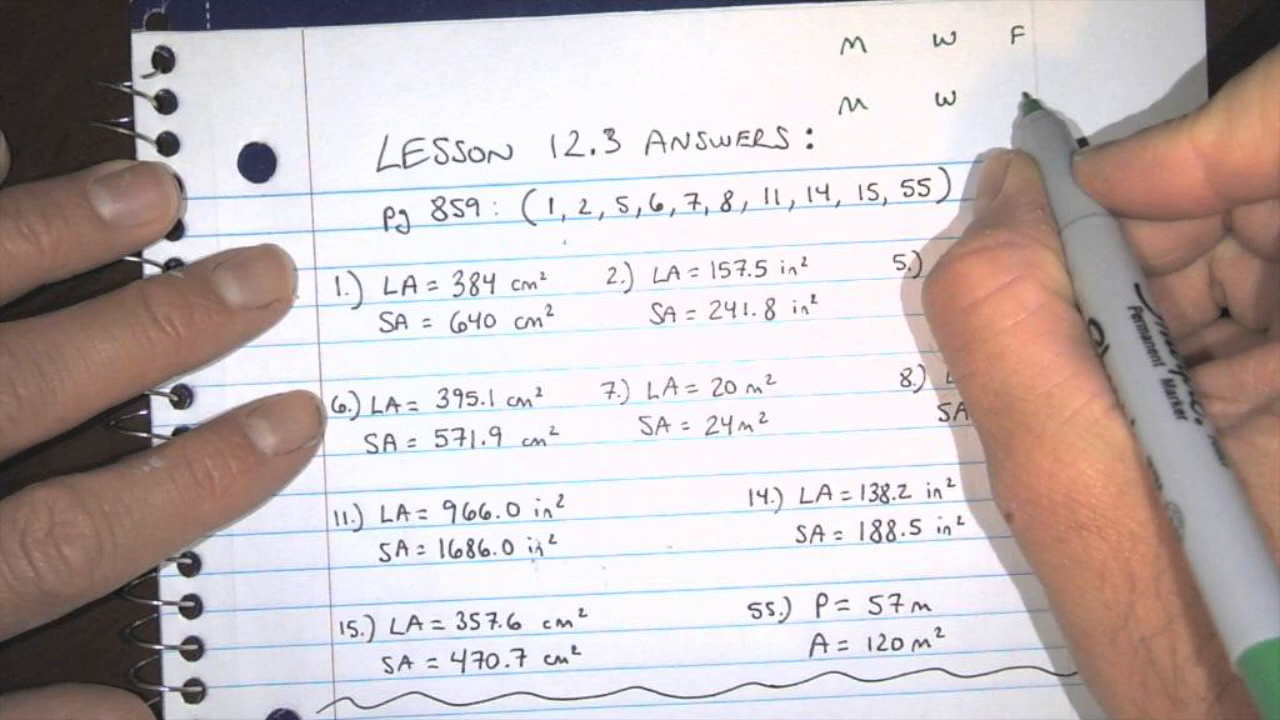 M W F
M W
LESSON 12.3 ANSWERS:
pg 859: (1, 2, 5, 6, 7, 8, 11, 14, 15, 55)
1.) LA = 384 cm² 2.) LA = 157.5 in² 5.)
SA = 640 cm² SA = 241.8 in²
6.) LA = 395.1 cm² 7.) LA = 20 m² 8.) L
SA = 571.9 cm² SA = 24 m² SA
11.) LA = 966.0 in² 14.) LA = 138.2 in²
SA = 1686.0 in² SA = 188.5 in²
15.) LA = 357.6 cm² 55.) P = 57 m
SA = 470.7 cm² A = 120 m²
Permanent Marker